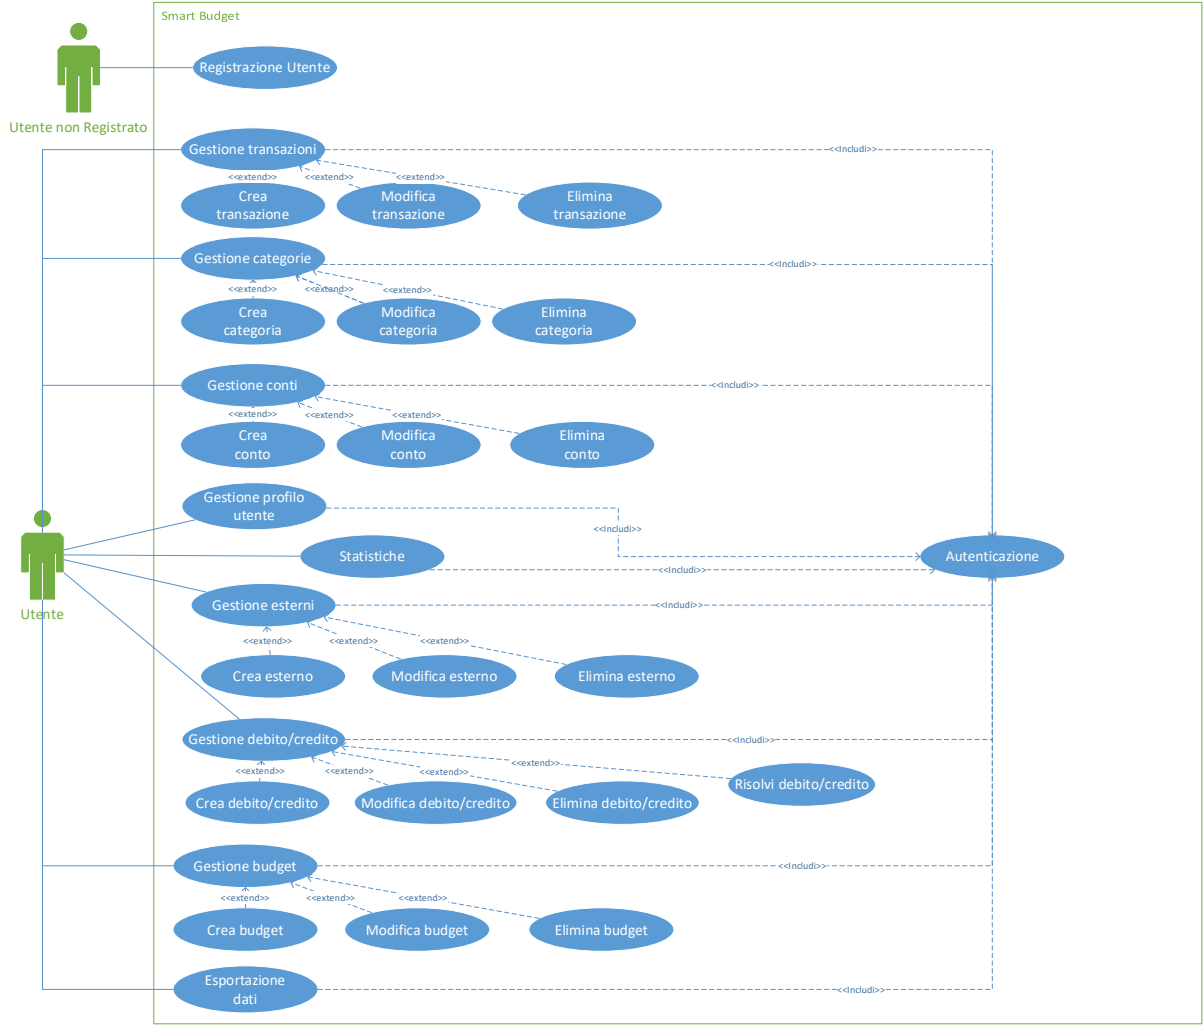 Smart Budget
Registrazione Utente
Utente non Registrato
Gestione transazioni
<<Includi>>
<<extend>>
<<extend>>
<<extend>>
Crea
transazione
Modifica
transazione
Elimina
transazione
Gestione categorie
<<Includi>>
<<extend>>
<<extend>>
<<extend>>
Crea
categoria
Modifica
categoria
Elimina
categoria
Gestione conti
<<Includi>>
<<extend>>
<<extend>>
<<extend>>
Crea
conto
Modifica
conto
Elimina
conto
Gestione profilo
utente
<<Includi>>
Statistiche
Autenticazione
<<Includi>>
Utente
Gestione esterni
<<Includi>>
<<extend>>
<<extend>>
<<extend>>
Crea esterno
Modifica esterno
Elimina esterno
Gestione debito/credito
<<Includi>>
<<extend>>
<<extend>>
<<extend>>
<<extend>>
Crea debito/credito
Modifica debito/credito
Elimina debito/credito
Risolvi debito/credito
Gestione budget
<<Includi>>
<<extend>>
<<extend>>
<<extend>>
Crea budget
Modifica budget
Elimina budget
Esportazione
dati
<<Includi>>